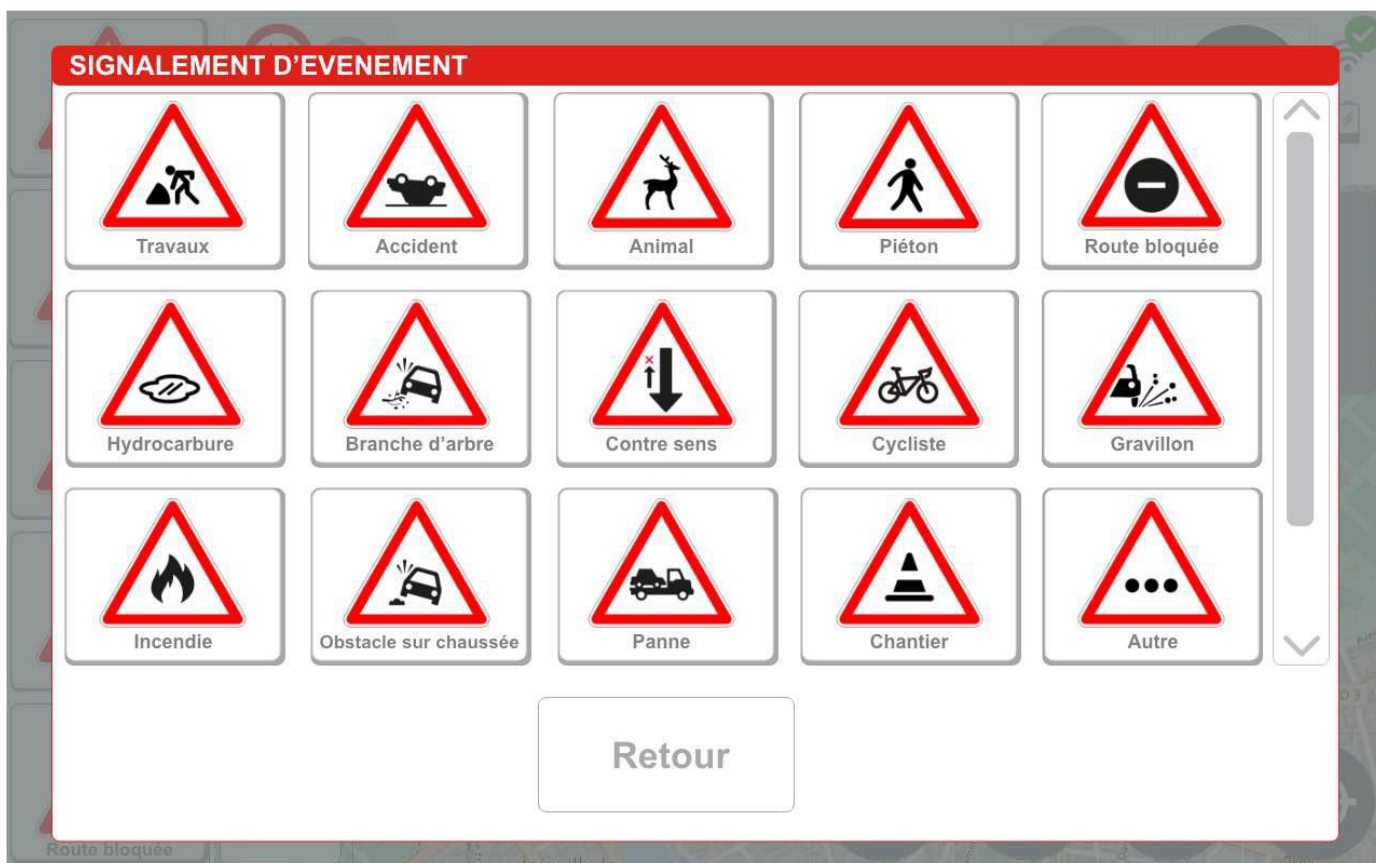 SIGNALEMENT D’EVENEMENT
Travaux
Accident
Animal
Piéton
Route bloquée
Hydrocarbure
Branche d’arbre
Contre sens
Cycliste
Gravillon
Incendie
Obstacle sur chaussée
Panne
Chantier
Autre
Retour
Route bloquée